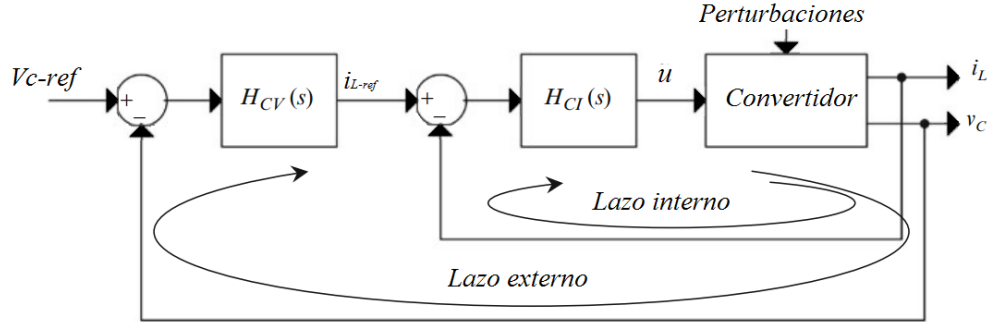 Perturbaciones
Vc-ref
+
−
H_CV (s)
i_L-ref
+
−
H_CI (s)
u
Convertidor
i_L
v_C
Lazo interno
Lazo externo